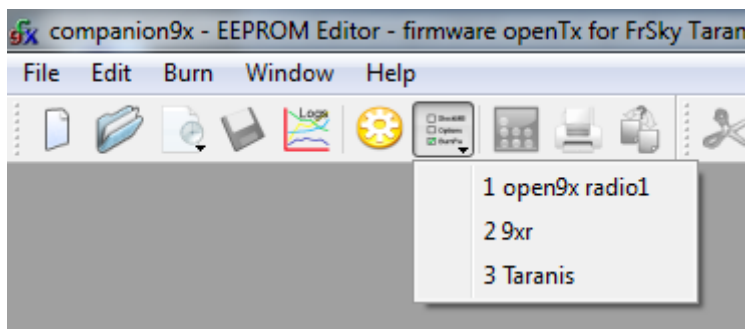 companion9x - EEPROM Editor - firmware openTx for FrSky Taran
File Edit Burn Window Help
Logs
1 open9x radio1
2 9xr
3 Taranis